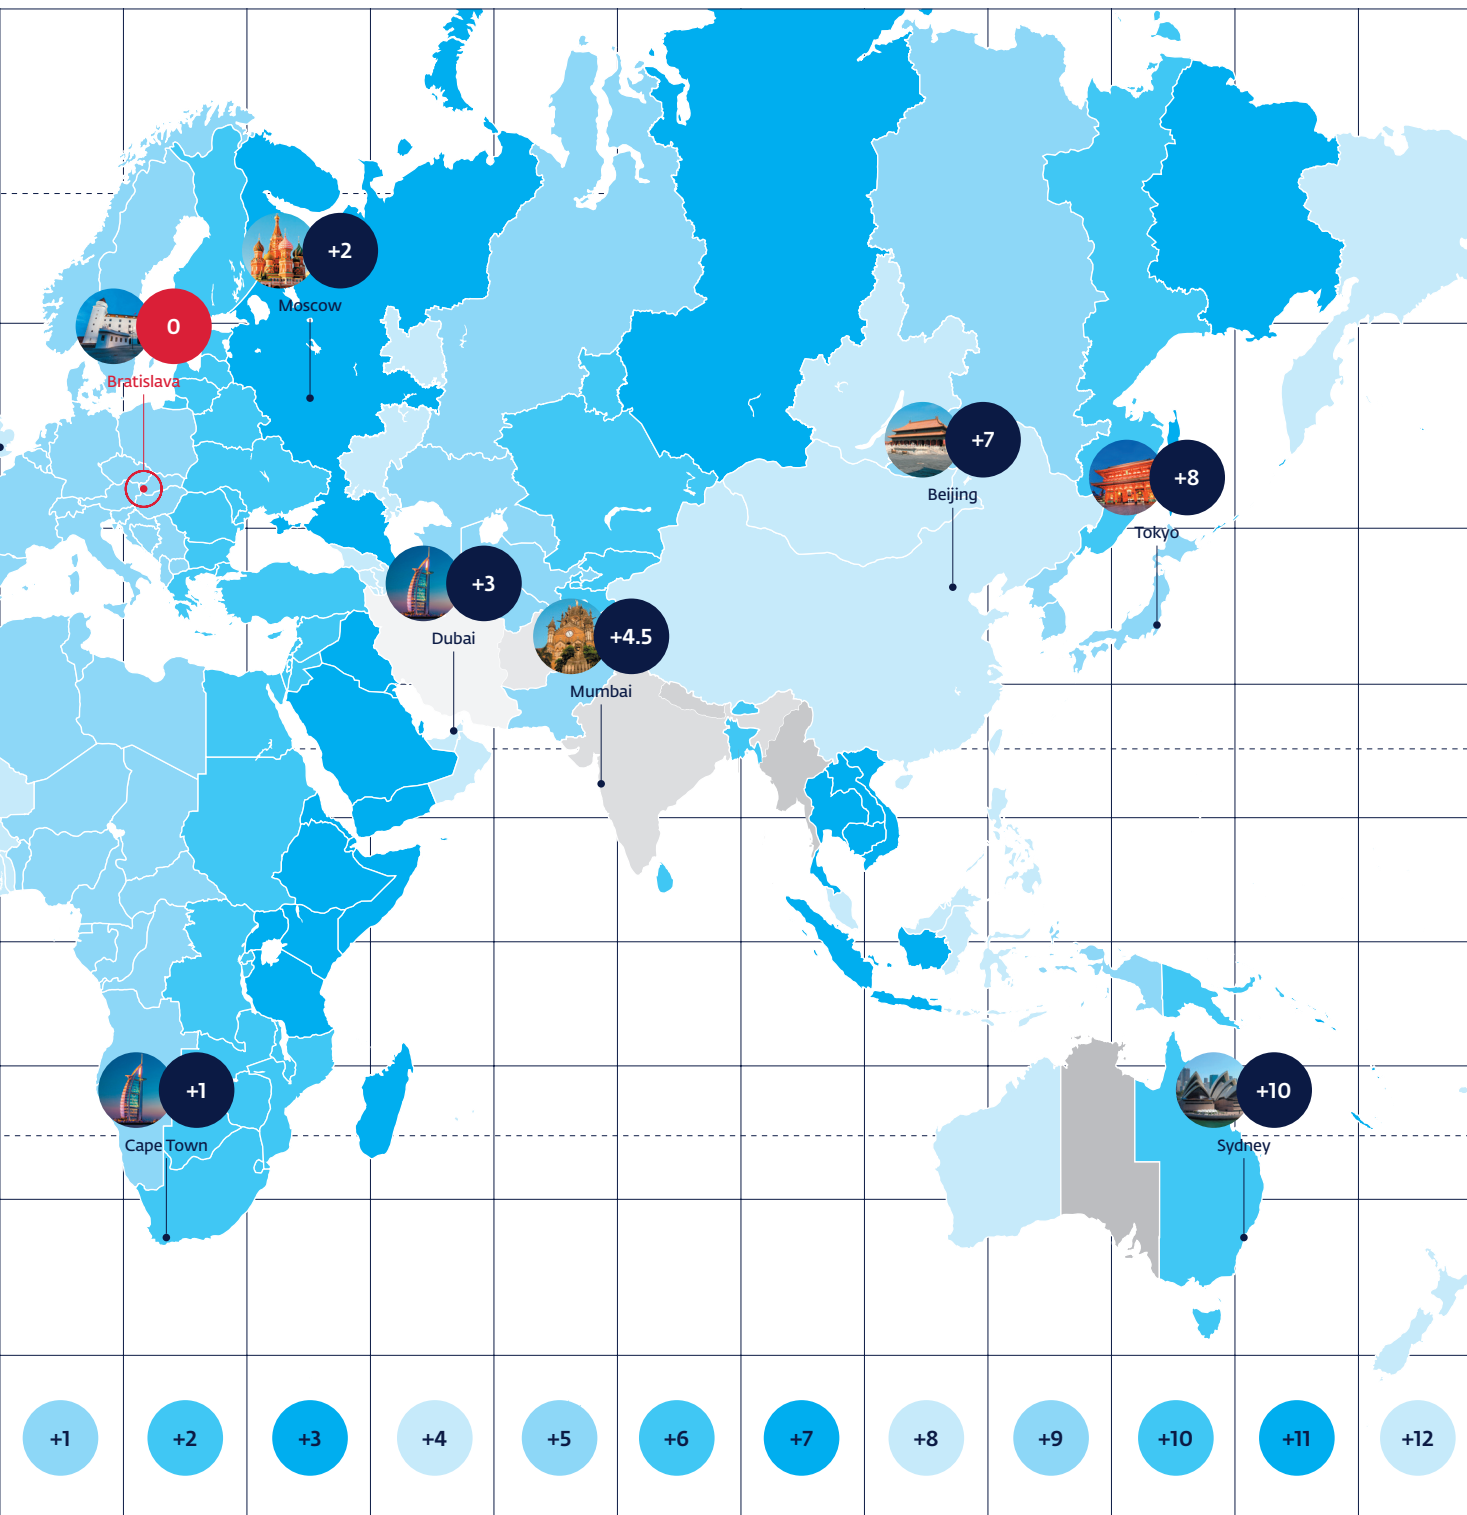 +2
Moscow
0
Bratislava
+7
Beijing
+8
Tokyo
+3
Dubai
+4.5
Mumbai
+1
Cape Town
+10
Sydney
+1
+2
+3
+4
+5
+6
+7
+8
+9
+10
+11
+12